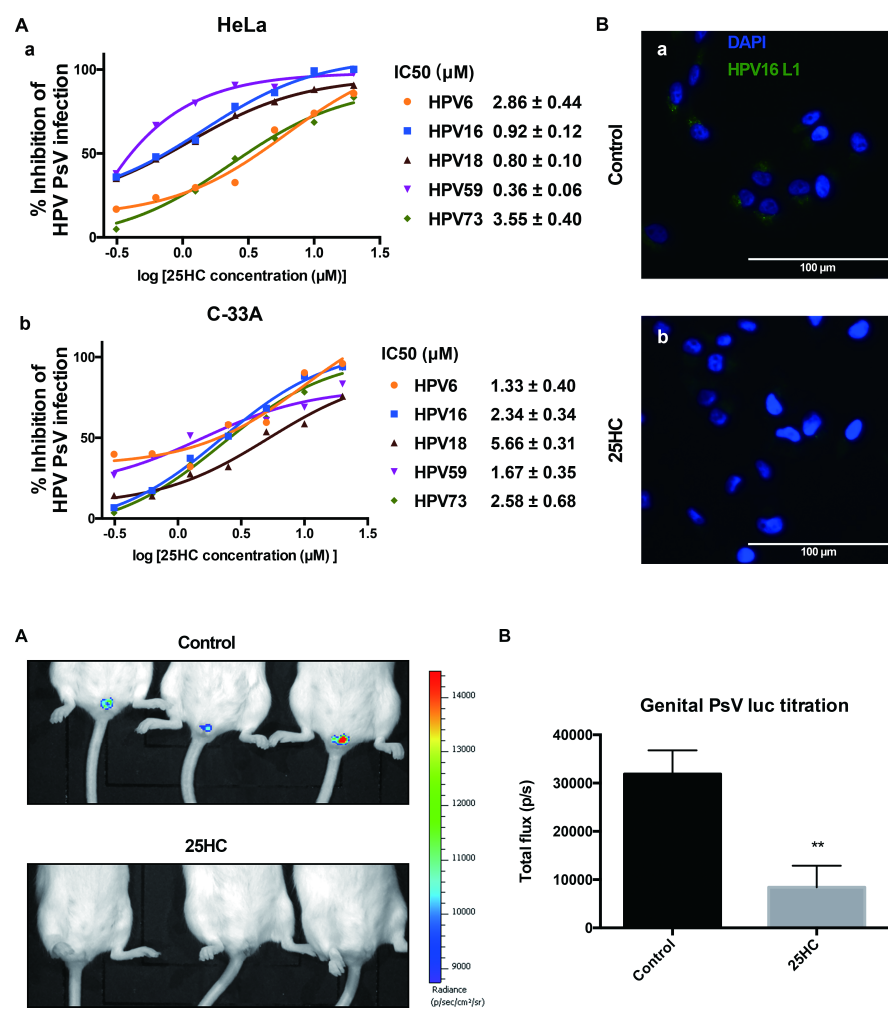 A
HeLa
a
% Inhibition of
HPV PsV infection
100
50
0
-0.5
0.0
0.5
1.0
1.5
log [25HC concentration (µM)]
IC50 (µM)
HPV6 2.86 ± 0.44
HPV16 0.92 ± 0.12
HPV18 0.80 ± 0.10
HPV59 0.36 ± 0.06
HPV73 3.55 ± 0.40
b
C-33A
% Inhibition of
HPV PsV infection
100
50
0
-0.5
0.0
0.5
1.0
1.5
log [25HC concentration (µM) ]
IC50 (µM)
HPV6 1.33 ± 0.40
HPV16 2.34 ± 0.34
HPV18 5.66 ± 0.31
HPV59 1.67 ± 0.35
HPV73 2.58 ± 0.68
B
Control
a
DAPI
HPV16 L1
100 µm
25HC
b
100 µm
A
Control
25HC
14000
13000
12000
11000
10000
9000
Radiance
(p/sec/cm²/sr)
B
Genital PsV luc titration
Total flux (p/s)
40000
30000
20000
10000
0
**
Control
25HC